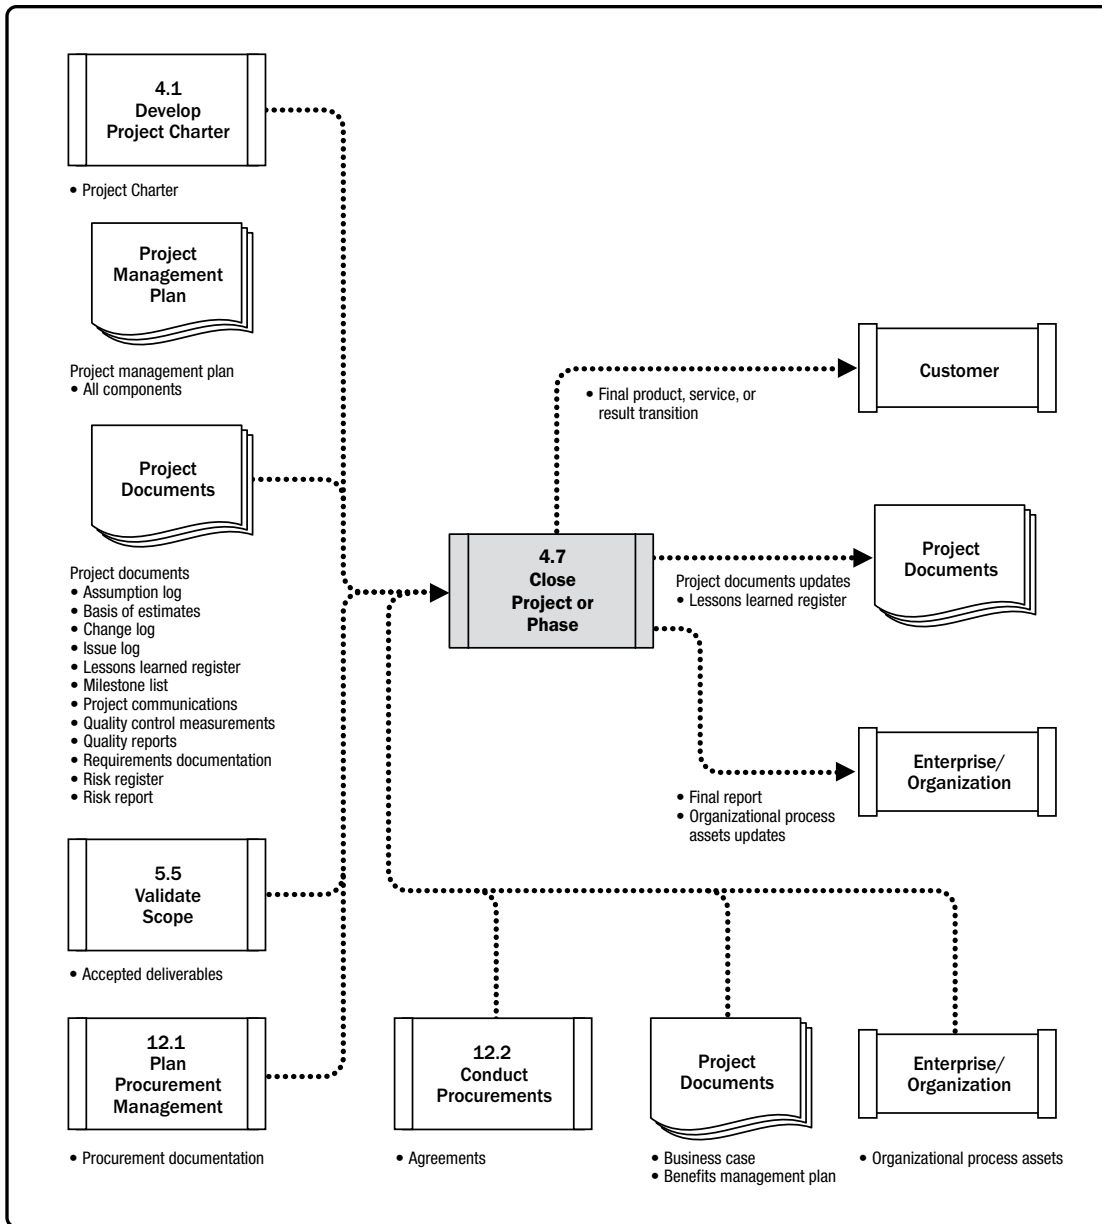 4.1
Develop
Project Charter
• Project Charter
Project
Management
Plan
Project management plan
• All components
Project
Documents
Project documents
• Assumption log
• Basis of estimates
• Change log
• Issue log
• Lessons learned register
• Milestone list
• Project communications
• Quality control measurements
• Quality reports
• Requirements documentation
• Risk register
• Risk report
5.5
Validate
Scope
• Accepted deliverables
12.1
Plan
Procurement
Management
• Procurement documentation
4.7
Close
Project or
Phase
• Final product, service, or
result transition
Customer
Project documents updates
• Lessons learned register
Project
Documents
• Final report
• Organizational process
assets updates
Enterprise/
Organization
12.2
Conduct
Procurements
• Agreements
Project
Documents
• Business case
• Benefits management plan
Enterprise/
Organization
• Organizational process assets